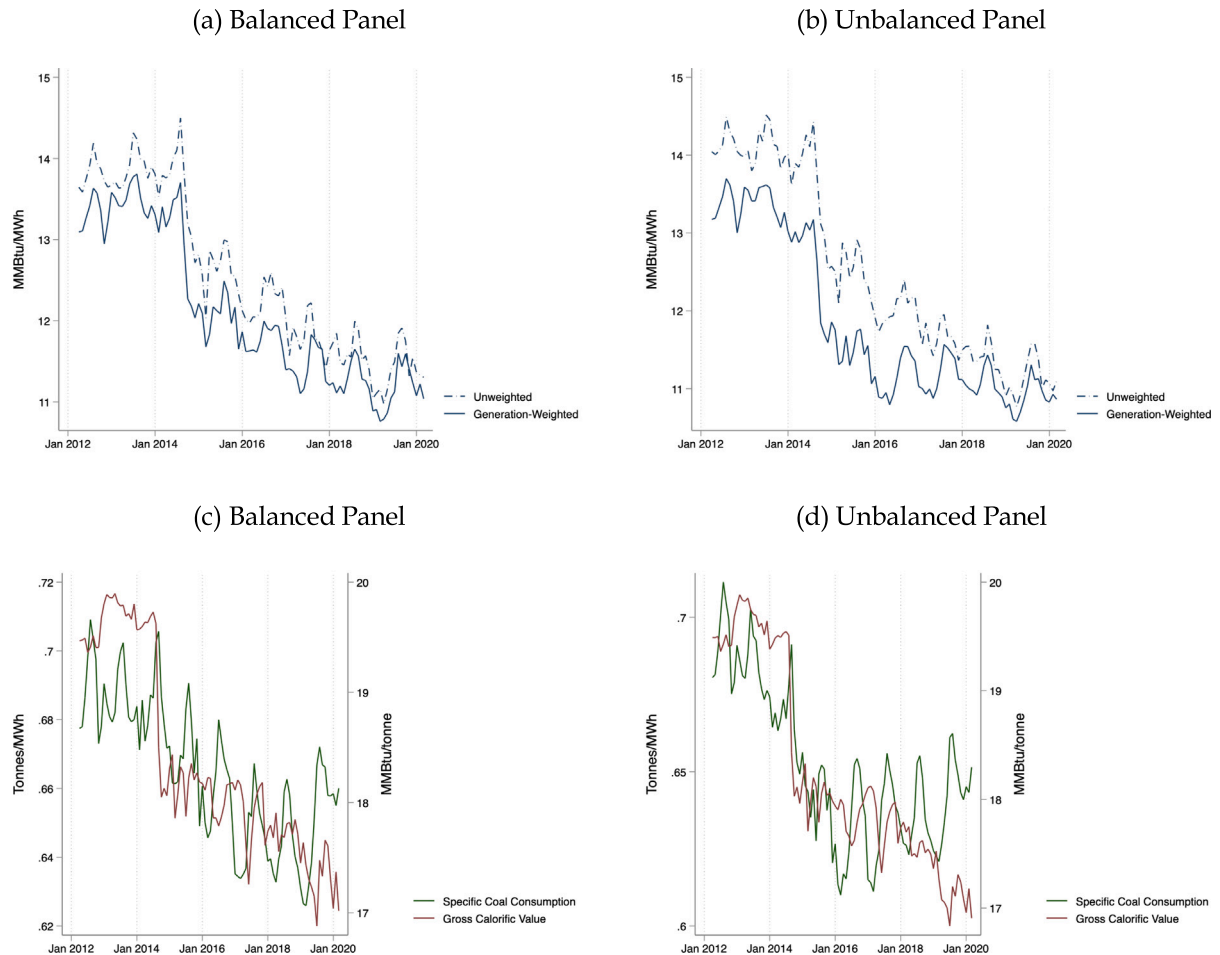 (a) Balanced Panel
MMBtu/MWh
15
14
13
12
11
Jan 2012 Jan 2014 Jan 2016 Jan 2018 Jan 2020
Unweighted
Generation-Weighted
(b) Unbalanced Panel
MMBtu/MWh
15
14
13
12
11
Jan 2012 Jan 2014 Jan 2016 Jan 2018 Jan 2020
Unweighted
Generation-Weighted
(c) Balanced Panel
Tonnes/MWh
.72
.7
.68
.66
.64
.62
20
19
18
17
MMBtu/tonne
Jan 2012 Jan 2014 Jan 2016 Jan 2018 Jan 2020
Specific Coal Consumption
Gross Calorific Value
(d) Unbalanced Panel
Tonnes/MWh
.7
.65
.6
20
19
18
17
MMBtu/tonne
Jan 2012 Jan 2014 Jan 2016 Jan 2018 Jan 2020
Specific Coal Consumption
Gross Calorific Value